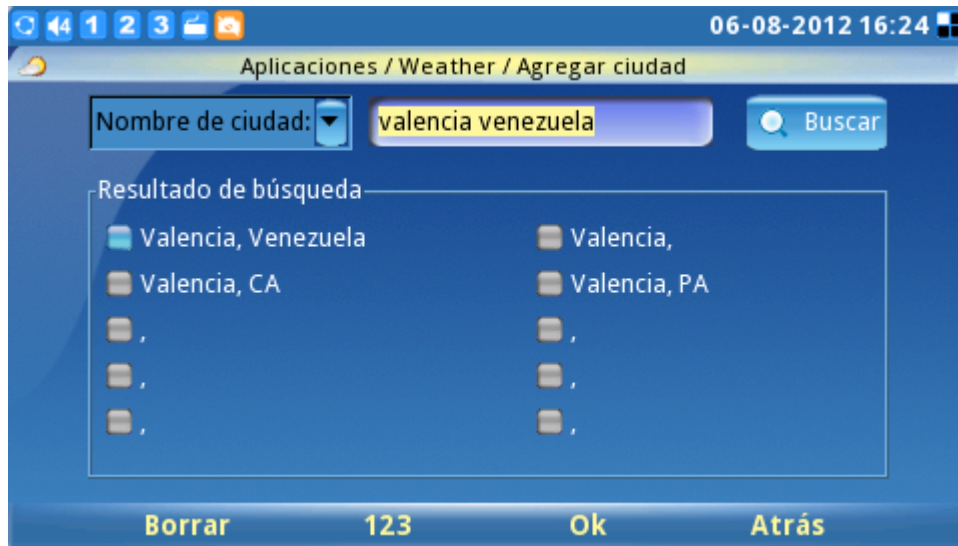 4 1 2 3 06-08-2012 16:24
Aplicaciones / Weather / Agregar ciudad
Nombre de ciudad: valencia venezuela Buscar
Resultado de búsqueda
Valencia, Venezuela Valencia,
Valencia, CA Valencia, PA
, ,
, ,
, ,
Borrar 123 Ok Atrás